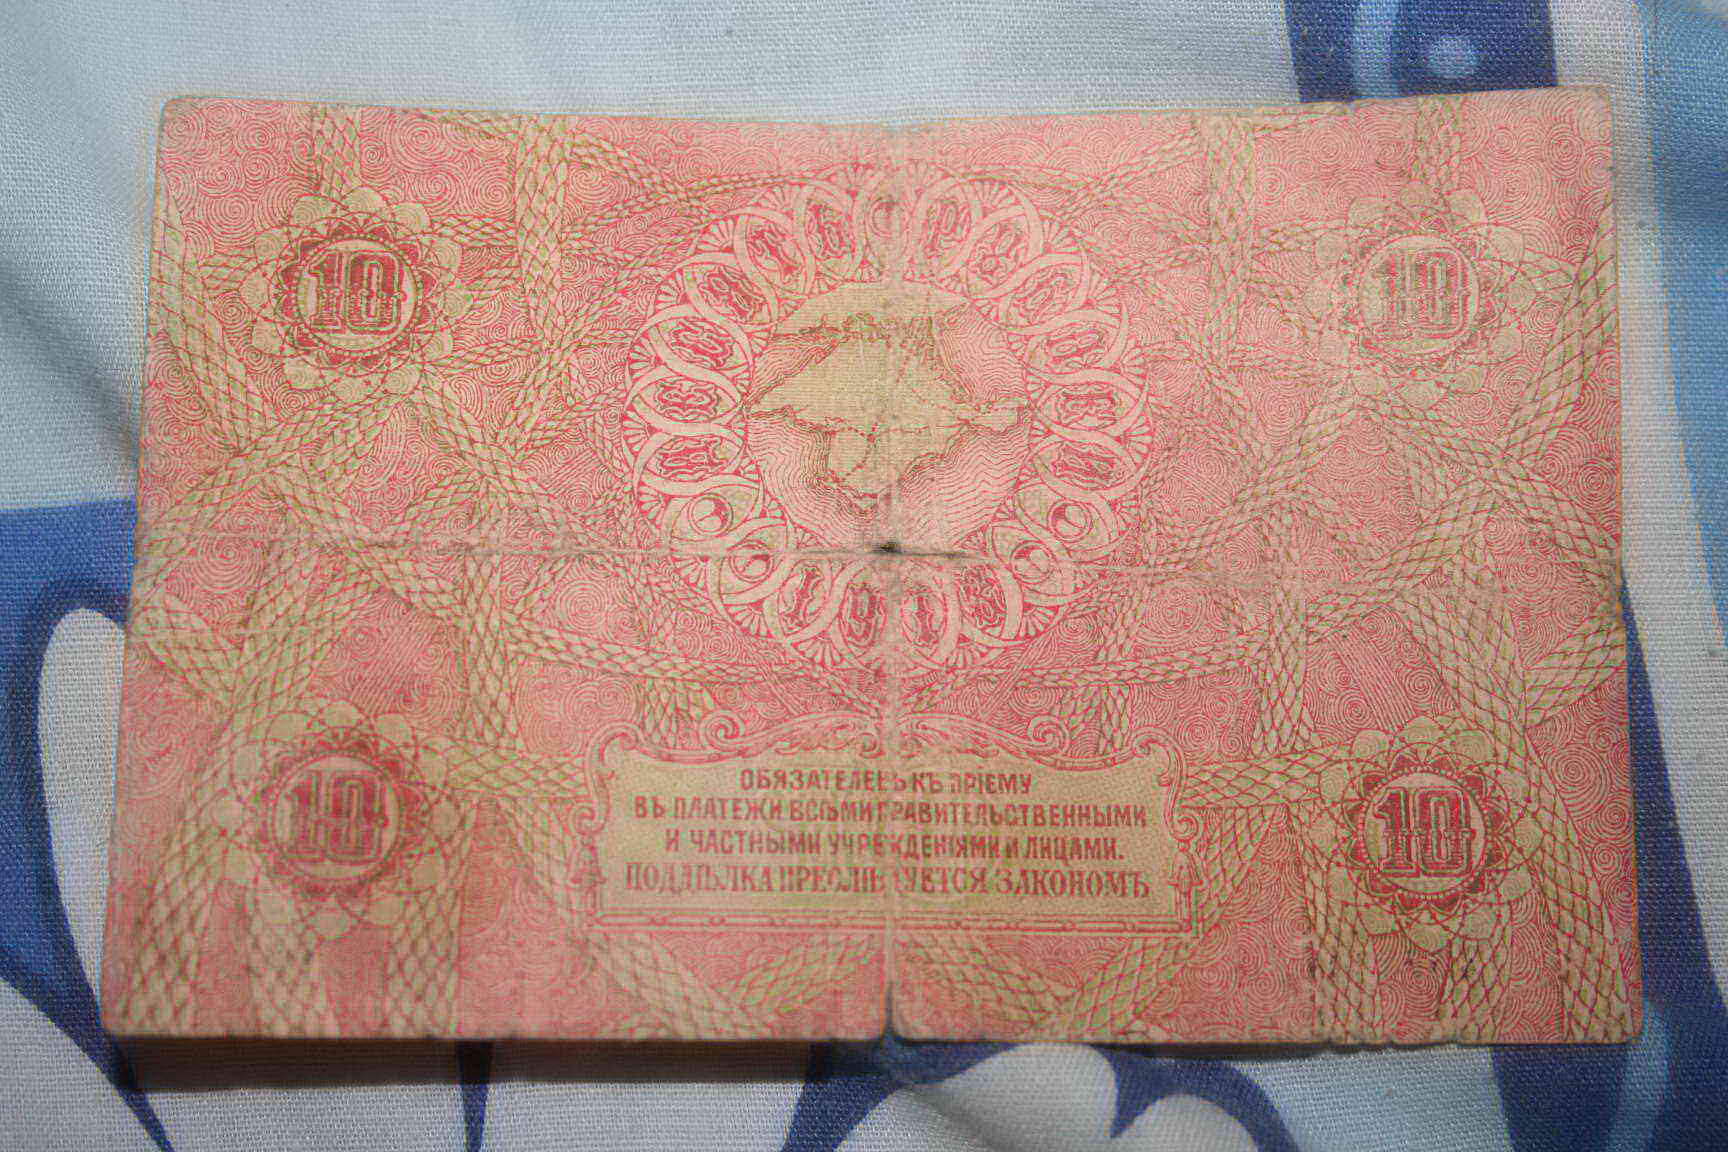 10 10
ОБЯЗАТЕЛЕНЪ КЪ ПРІЕМУ
ВЪ ПЛАТЕЖИ ВСѢМИ ПРАВИТЕЛЬСТВЕННЫМИ
И ЧАСТНЫМИ УЧРЕЖДЕНІЯМИ И ЛИЦАМИ.
ПОДДѢЛКА ПРЕСЛѢДУЕТСЯ ЗАКОНОМЪ
10 10